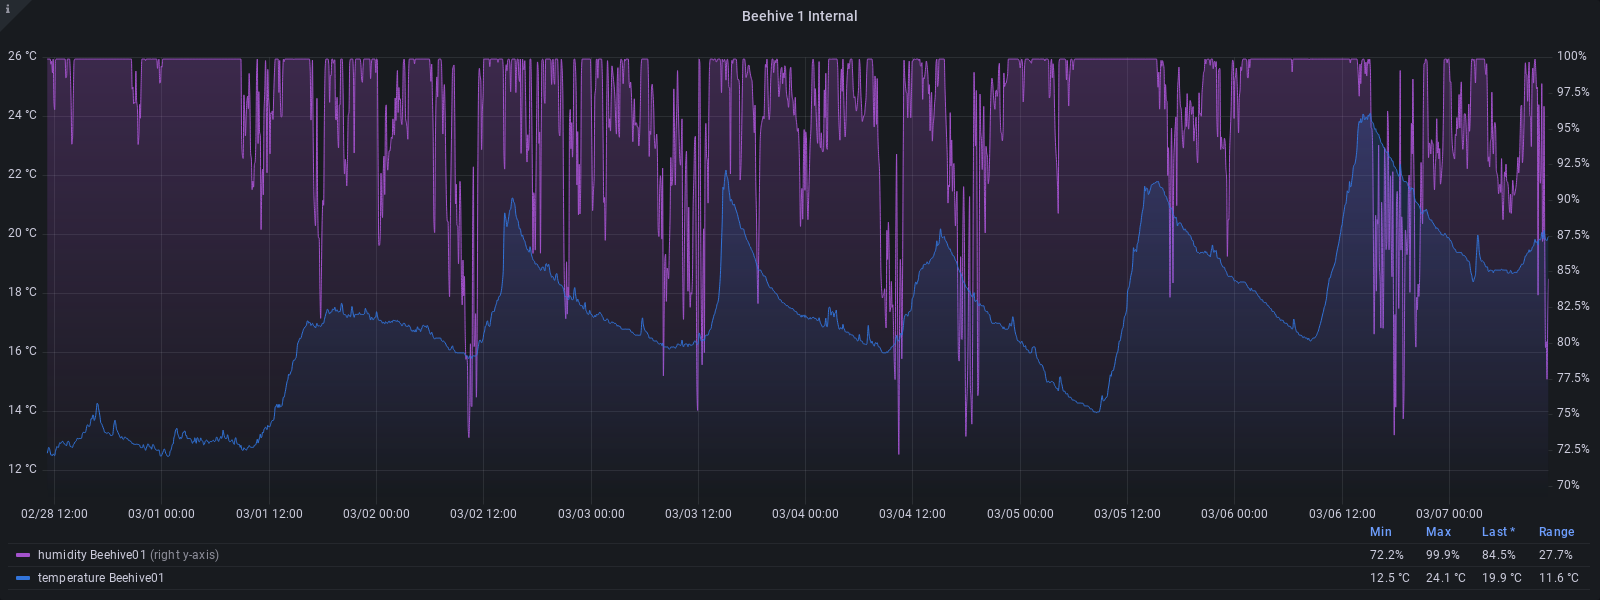 i
Beehive 1 Internal
26 °C
24 °C
22 °C
20 °C
18 °C
16 °C
14 °C
12 °C
100%
97.5%
95%
92.5%
90%
87.5%
85%
82.5%
80%
77.5%
75%
72.5%
70%
02/28 12:00 03/01 00:00 03/01 12:00 03/02 00:00 03/02 12:00 03/03 00:00 03/03 12:00 03/04 00:00 03/04 12:00 03/05 00:00 03/05 12:00 03/06 00:00 03/06 12:00 03/07 00:00
Min Max Last * Range
humidity Beehive01 (right y-axis) 72.2% 99.9% 84.5% 27.7%
temperature Beehive01 12.5 °C 24.1 °C 19.9 °C 11.6 °C